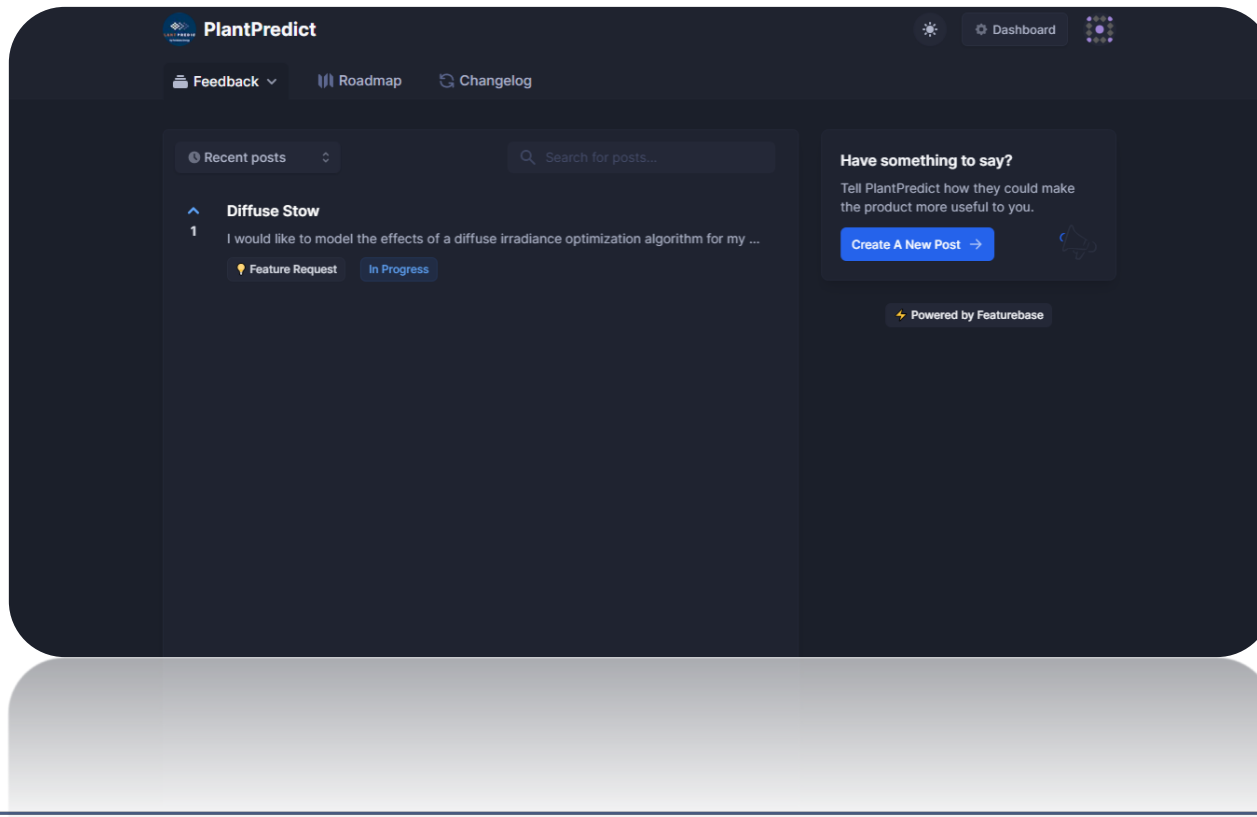 PlantPredict
Dashboard
Feedback
Roadmap
Changelog
Recent posts
Search for posts...
Diffuse Stow
1
I would like to model the effects of a diffuse irradiance optimization algorithm for my ...
Feature Request
In Progress
Have something to say?
Tell PlantPredict how they could make
the product more useful to you.
Create A New Post
Powered by Featurebase